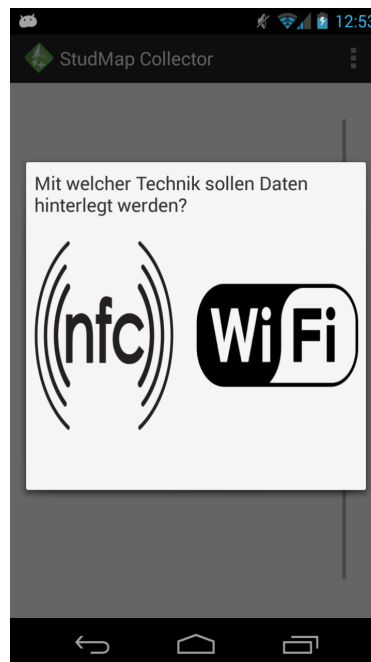 12:53
StudMap Collector
Mit welcher Technik sollen Daten
hinterlegt werden?
nfc
WiFi